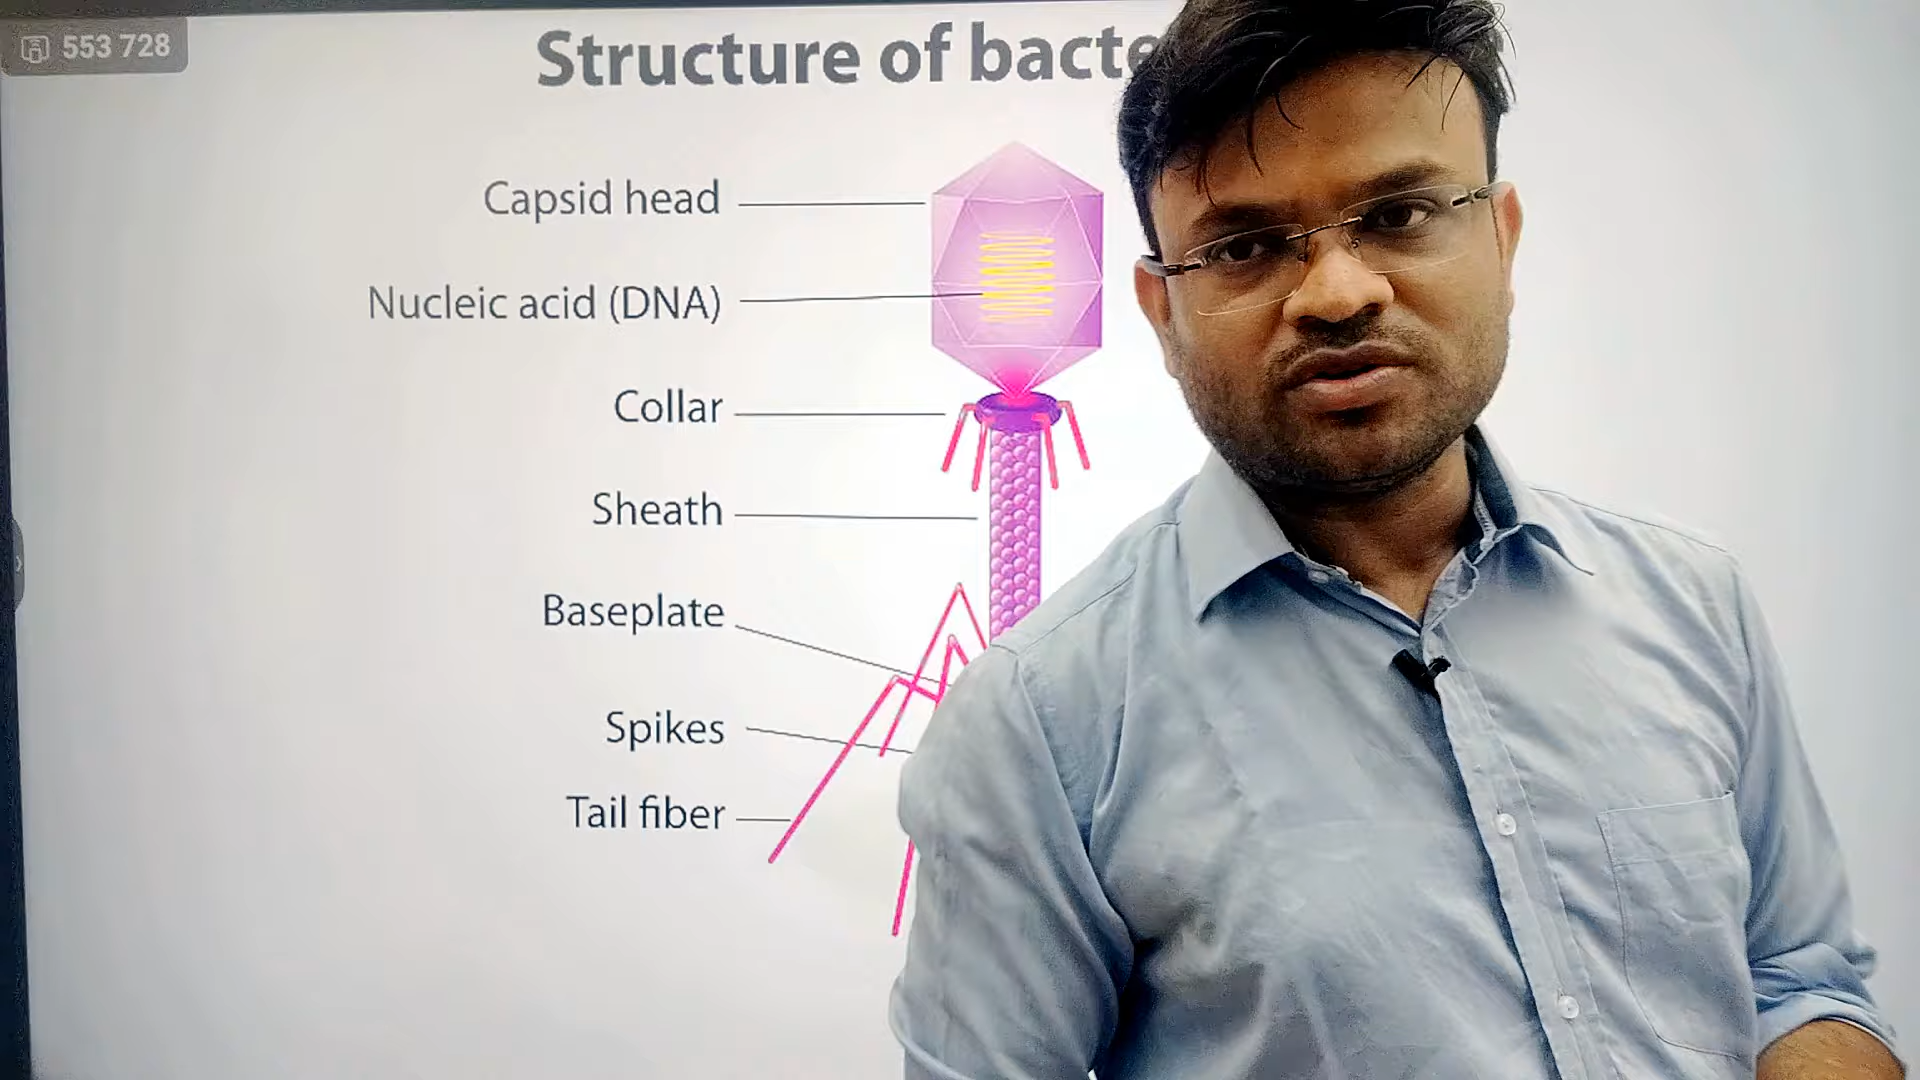 553 728
Structure of bacte
Capsid head
Nucleic acid (DNA)
Collar
Sheath
Baseplate
Spikes
Tail fiber